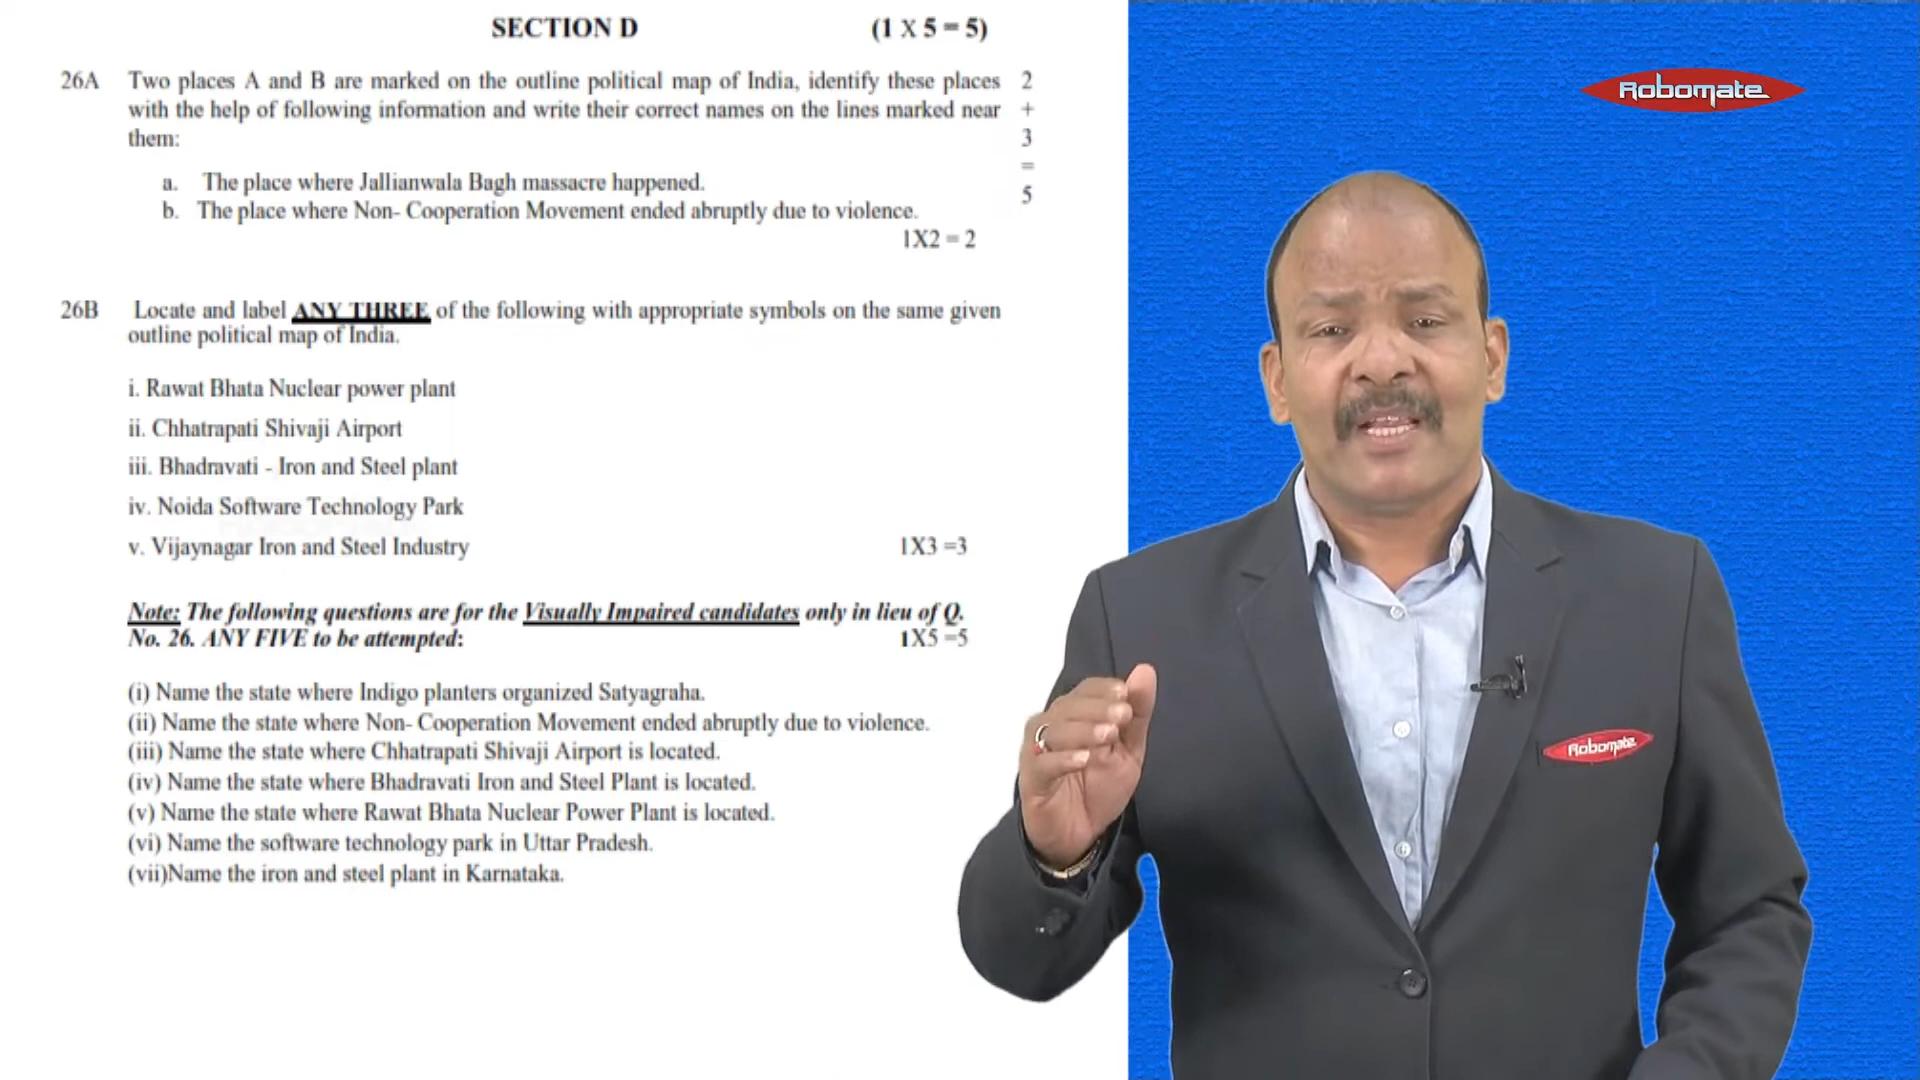 SECTION D (1 X 5 = 5)
26A Two places A and B are marked on the outline political map of India, identify these places 2
with the help of following information and write their correct names on the lines marked near +
them: 3
=
a. The place where Jallianwala Bagh massacre happened. 5
b. The place where Non- Cooperation Movement ended abruptly due to violence.
1X2 = 2
26B Locate and label ANY THREE of the following with appropriate symbols on the same given
outline political map of India.
i. Rawat Bhata Nuclear power plant
ii. Chhatrapati Shivaji Airport
iii. Bhadravati - Iron and Steel plant
iv. Noida Software Technology Park
v. Vijaynagar Iron and Steel Industry 1X3 =3
Note: The following questions are for the Visually Impaired candidates only in lieu of Q.
No. 26. ANY FIVE to be attempted: 1X5 =5
(i) Name the state where Indigo planters organized Satyagraha.
(ii) Name the state where Non- Cooperation Movement ended abruptly due to violence.
(iii) Name the state where Chhatrapati Shivaji Airport is located.
(iv) Name the state where Bhadravati Iron and Steel Plant is located.
(v) Name the state where Rawat Bhata Nuclear Power Plant is located.
(vi) Name the software technology park in Uttar Pradesh.
(vii)Name the iron and steel plant in Karnataka.
Robomate
Robomate